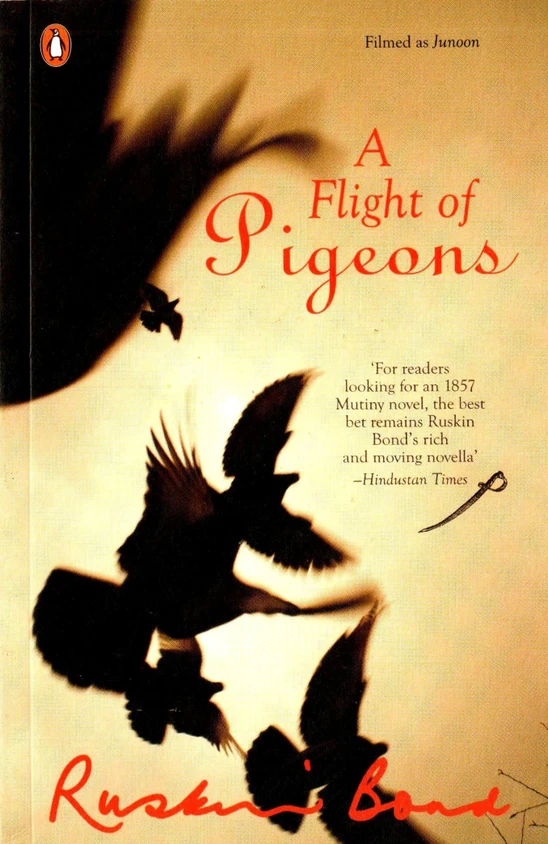 Filmed as Junoon
A
Flight of
Pigeons
‘For readers
looking for an 1857
Mutiny novel, the best
bet remains Ruskin
Bond’s rich
and moving novella’
–Hindustan Times
Ruskin Bond